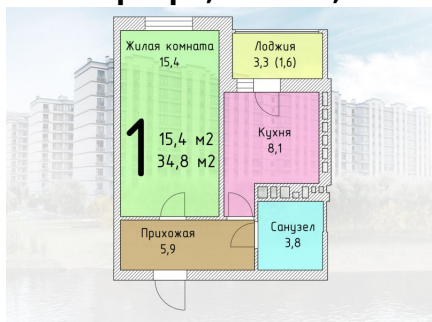 Жилая комната
15,4
Лоджия
3,3 (1,6)
1
15,4 м2
34,8 м2
Кухня
8,1
Прихожая
5,9
Санузел
3,8